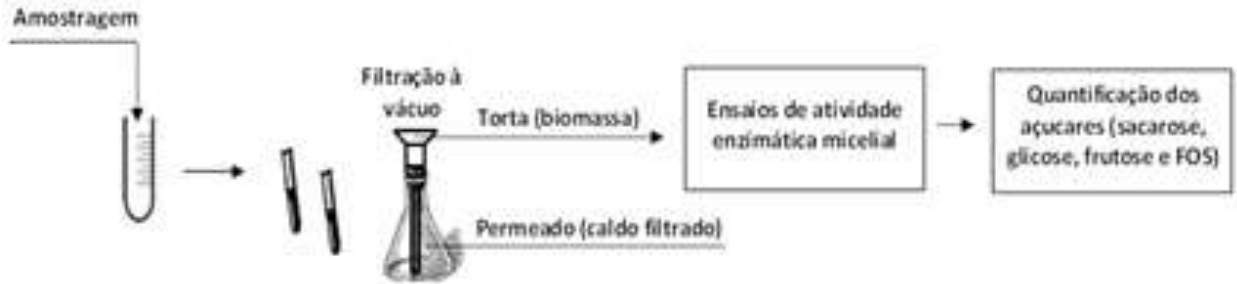 Amostragem
Filtração à
vácuo
Torta (biomassa)
Permeado (caldo filtrado)
Ensaios de atividade
enzimática micelial
Quantificação dos
açucares (sacarose,
glicose, frutose e FOS)